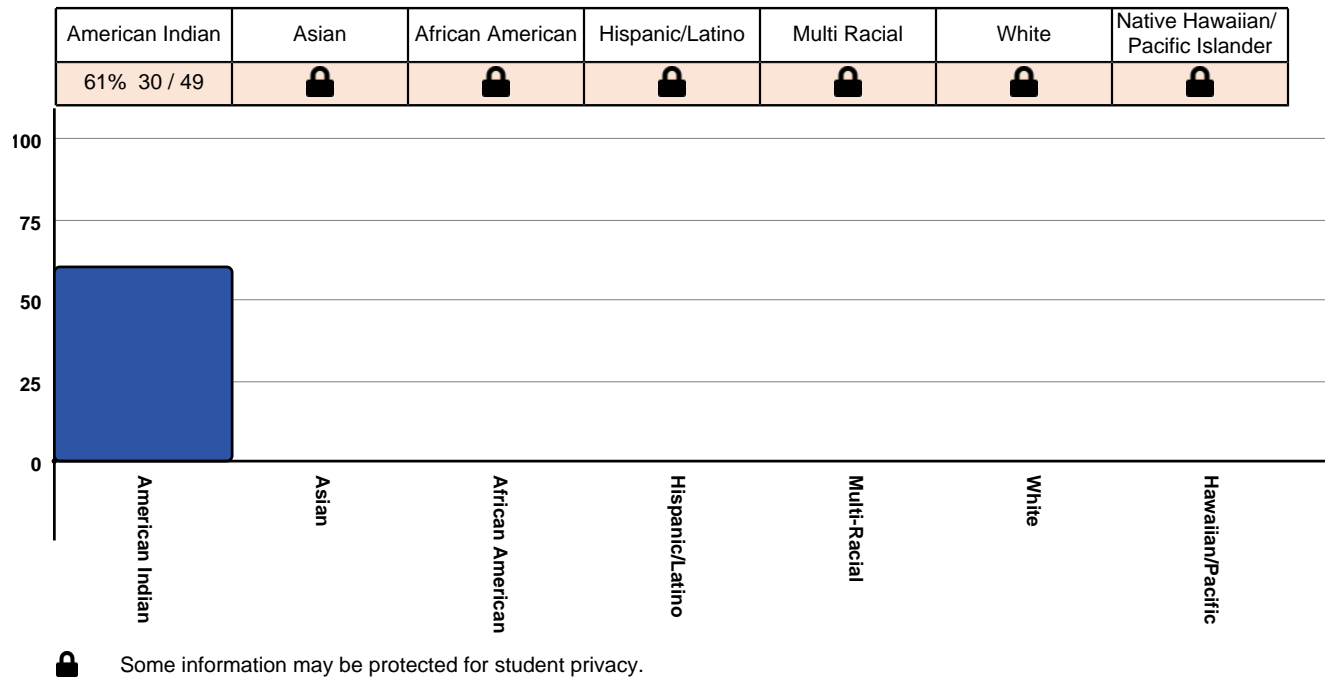 American Indian
Asian
African American
Hispanic/Latino
Multi Racial
White
Native Hawaiian/
Pacific Islander
61% 30 / 49
100
75
50
25
0
American Indian
Asian
African American
Hispanic/Latino
Multi-Racial
White
Hawaiian/Pacific
Some information may be protected for student privacy.